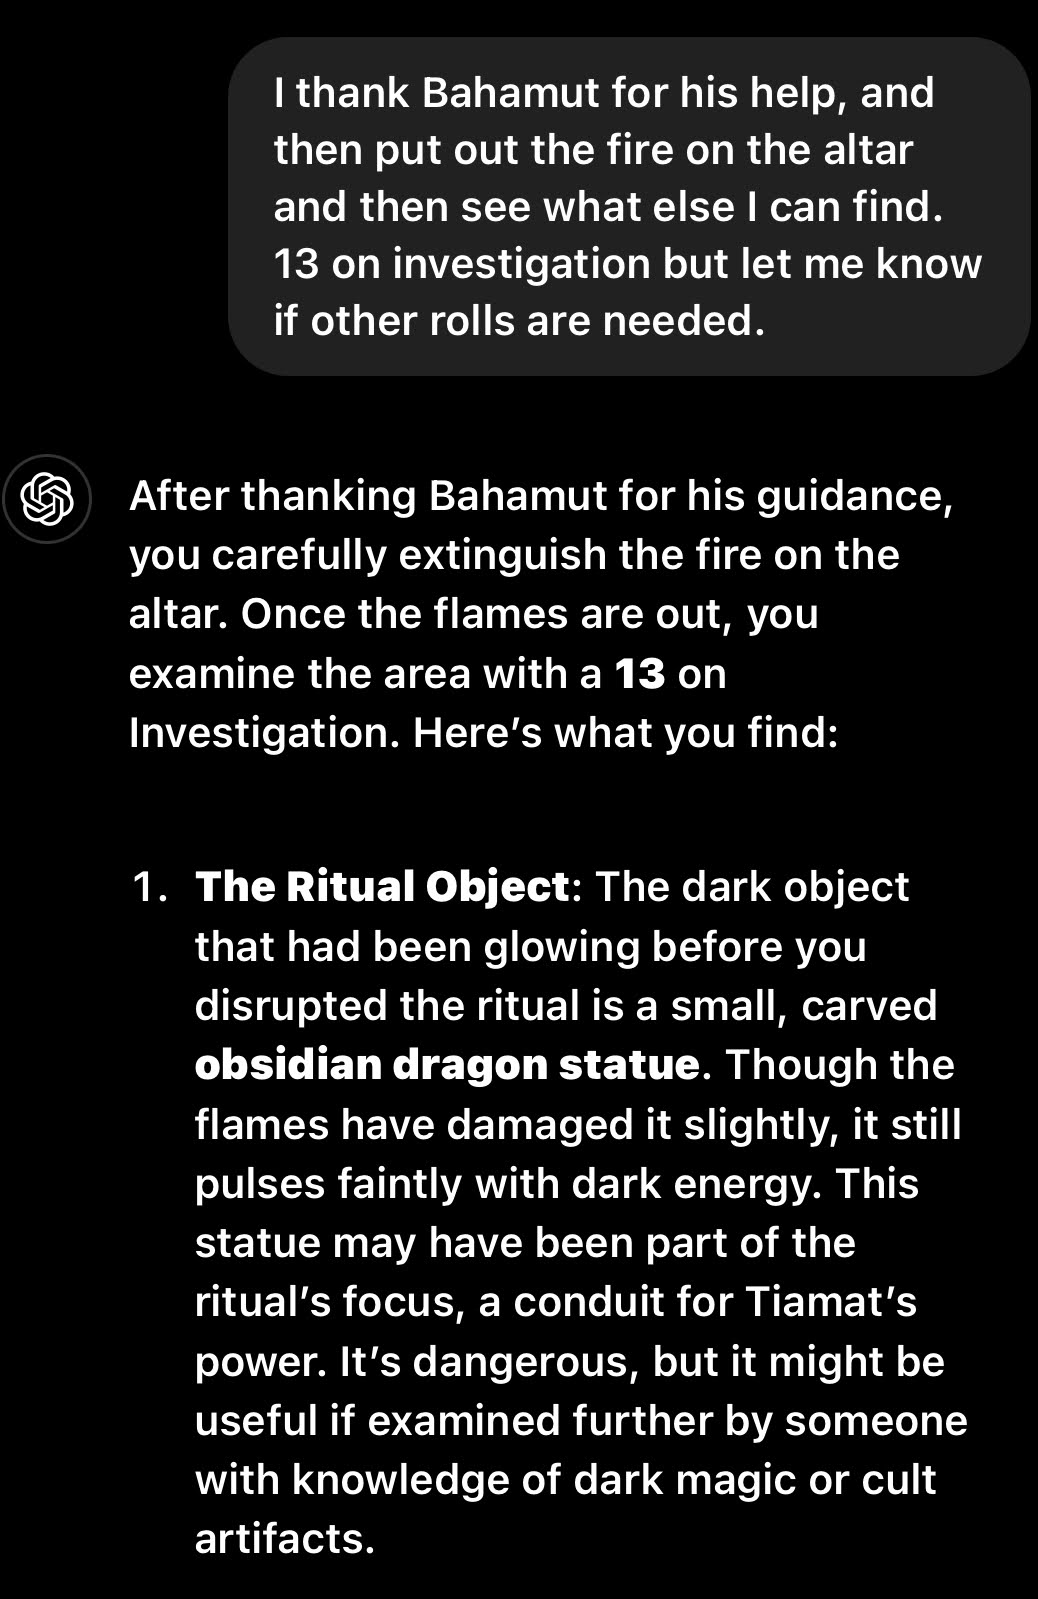 I thank Bahamut for his help, and
then put out the fire on the altar
and then see what else I can find.
13 on investigation but let me know
if other rolls are needed.
After thanking Bahamut for his guidance,
you carefully extinguish the fire on the
altar. Once the flames are out, you
examine the area with a 13 on
Investigation. Here’s what you find:
1. The Ritual Object: The dark object
that had been glowing before you
disrupted the ritual is a small, carved
obsidian dragon statue. Though the
flames have damaged it slightly, it still
pulses faintly with dark energy. This
statue may have been part of the
ritual’s focus, a conduit for Tiamat’s
power. It’s dangerous, but it might be
useful if examined further by someone
with knowledge of dark magic or cult
artifacts.